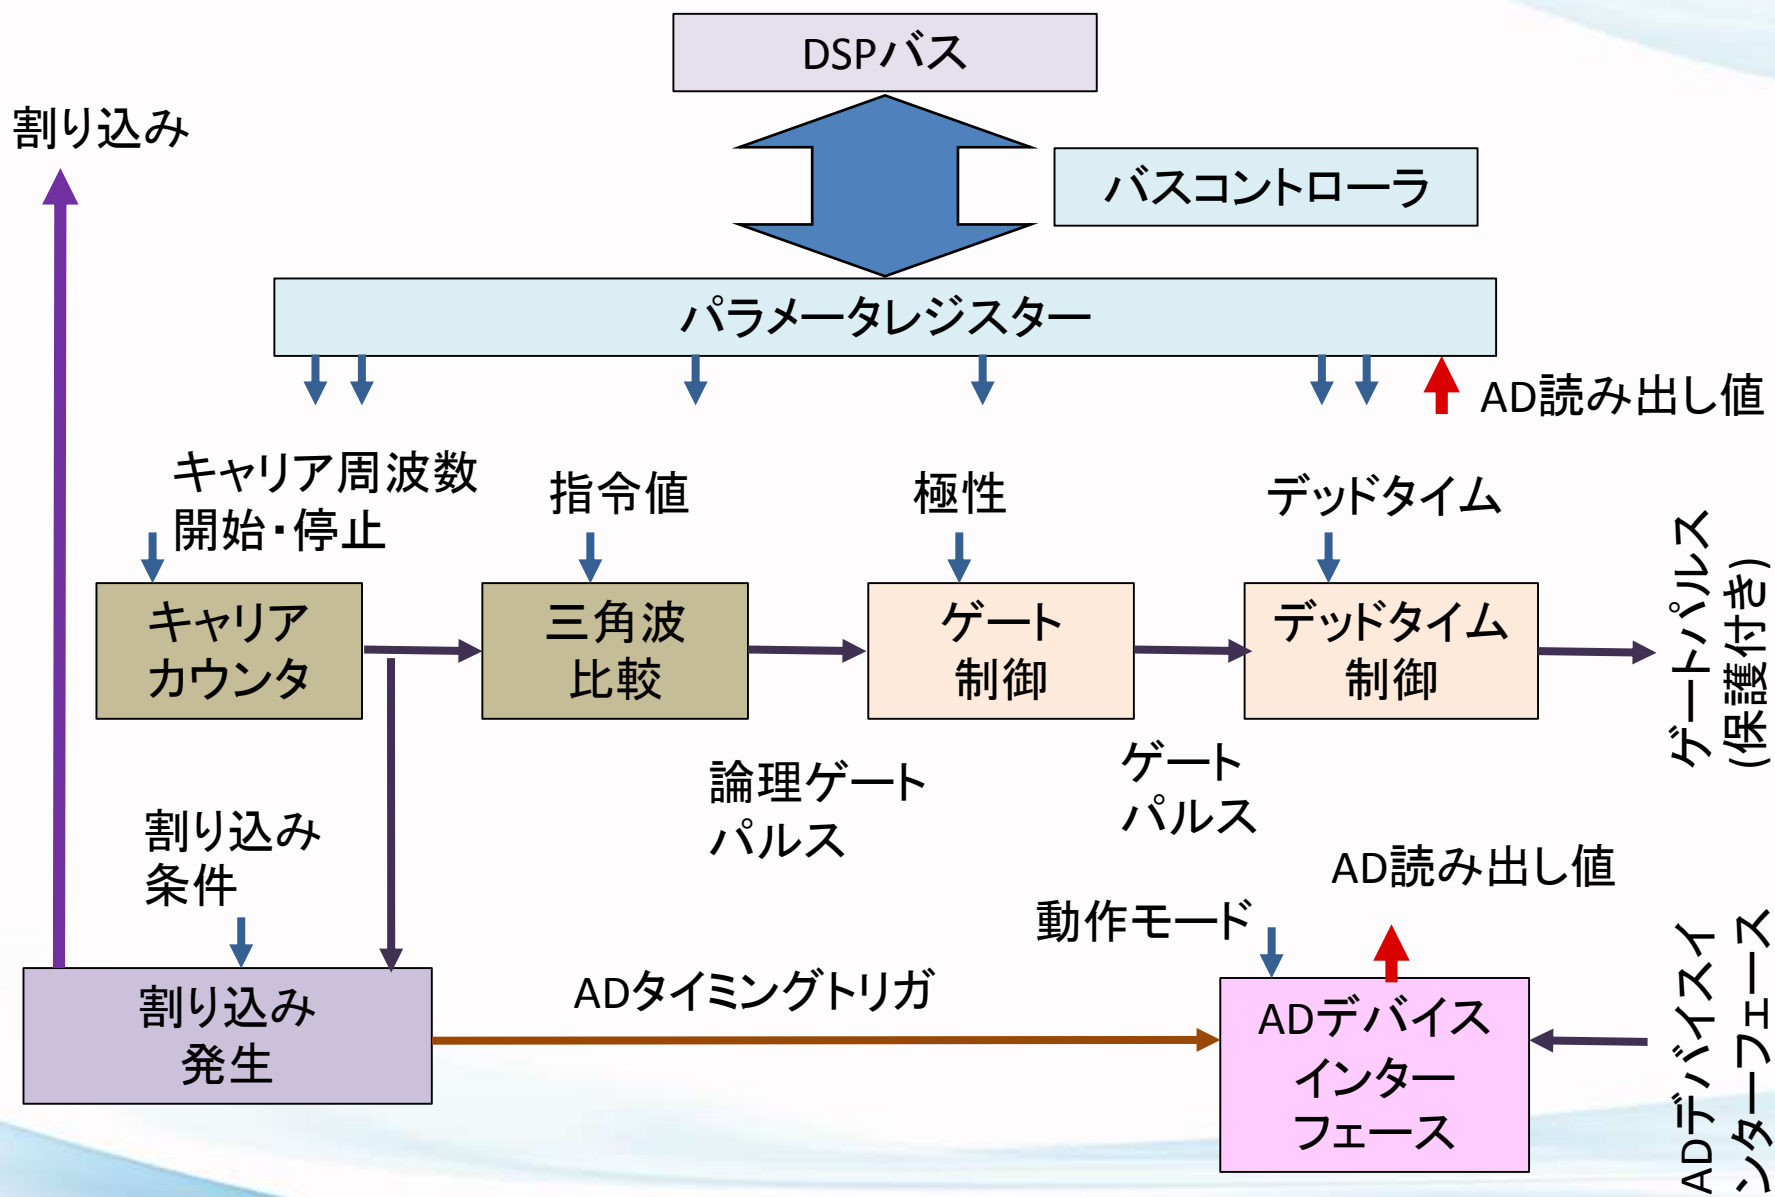 DSPバス
割り込み
バスコントローラ
パラメータレジスター
AD読み出し値
キャリア周波数
開始・停止
指令値
極性
デッドタイム
キャリア
カウンタ
三角波
比較
ゲート
制御
デッドタイム
制御
ゲートパルス
(保護付き)
論理ゲート
パルス
ゲート
パルス
割り込み
条件
AD読み出し値
動作モード
割り込み
発生
ADタイミングトリガ
ADデバイス
インター
フェース
ADデバイスイ
ンターフェース